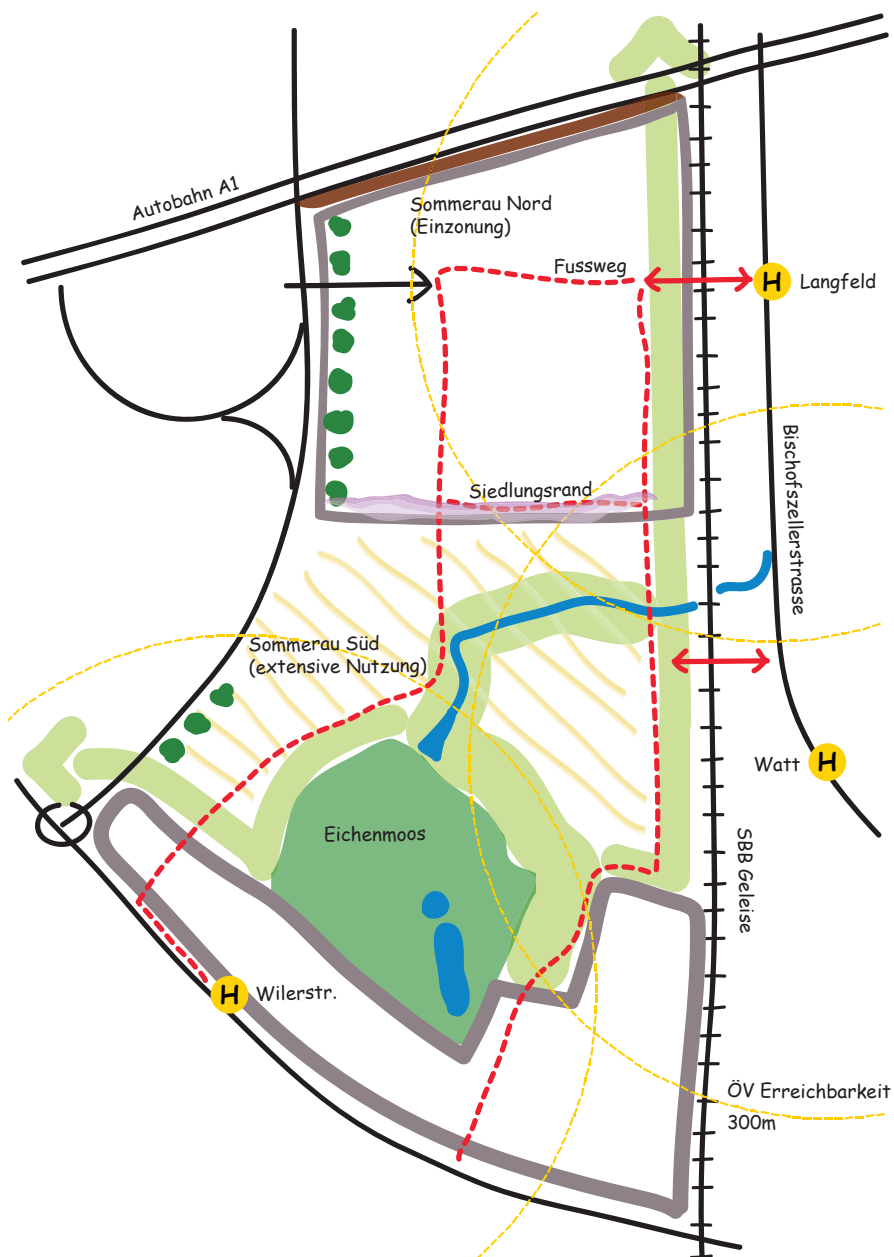 Autobahn A1
Sommerau Nord
(Einzonung)
Fussweg
H
Langfeld
Siedlungsrand
Bischofszellerstrasse
Sommerau Süd
(extensive Nutzung)
Watt
H
Eichenmoos
SBB Geleise
H
Wilerstr.
ÖV Erreichbarkeit
300m